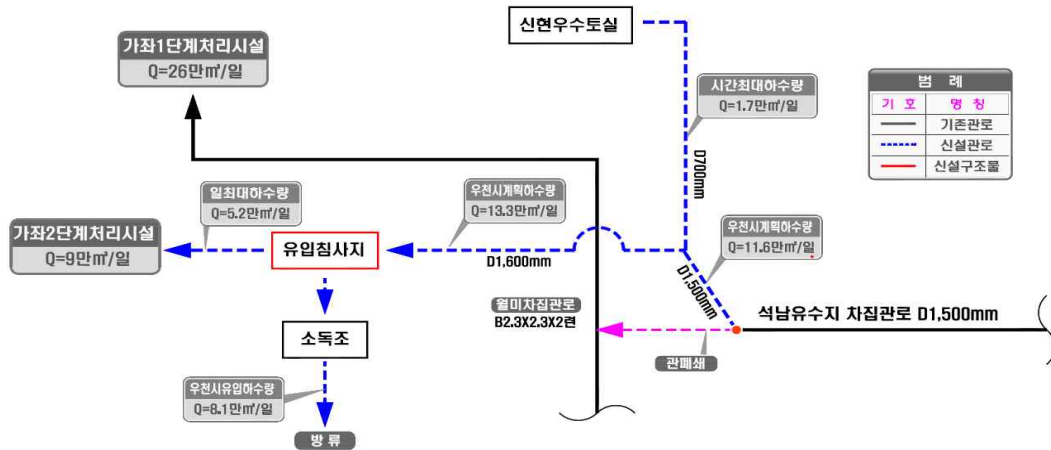 신현우수토실
가좌1단계처리시설
Q=26만㎥/일
시간최대하수량
Q=1.7만㎥/일
범 례
기 호 명 칭
기존관로
신설관로
신설구조물
D700mm
일최대하수량
Q=5.2만㎥/일
우천시계획하수량
Q=13.3만㎥/일
가좌2단계처리시설
Q=9만㎥/일
우천시계획하수량
Q=11.6만㎥/일
유입침사지
D1,600mm
D1,500mm
월미차집관로
B2.3X2.3X2련
석남유수지 차집관로 D1,500mm
소독조
관폐쇄
우천시유입하수량
Q=8.1만㎥/일
방 류